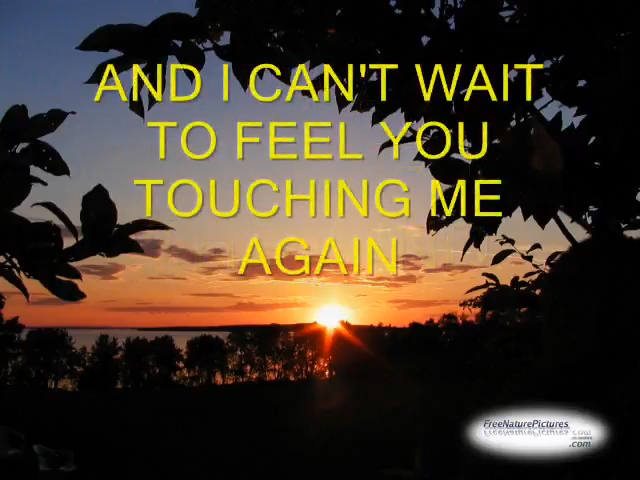 AND I CAN'T WAIT
TO FEEL YOU
TOUCHING ME
AGAIN
FreeNaturePictures
.com